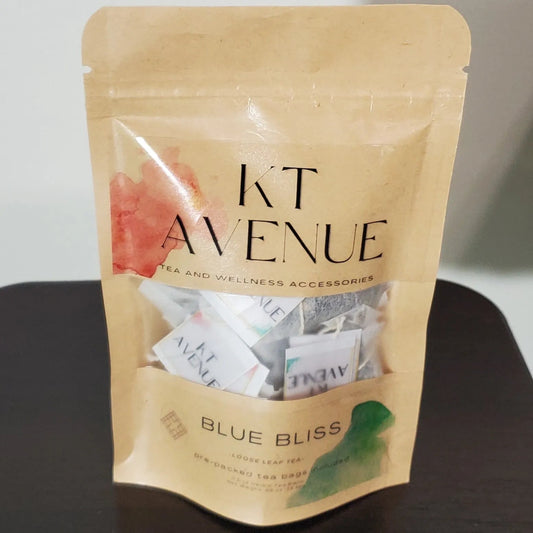 KT
AVENUE
TEA AND WELLNESS ACCESSORIES
KT
AVENUE
KT
AVENUE
BLUE BLISS
-LOOSE LEAF TEA-
pre-packed tea bags included